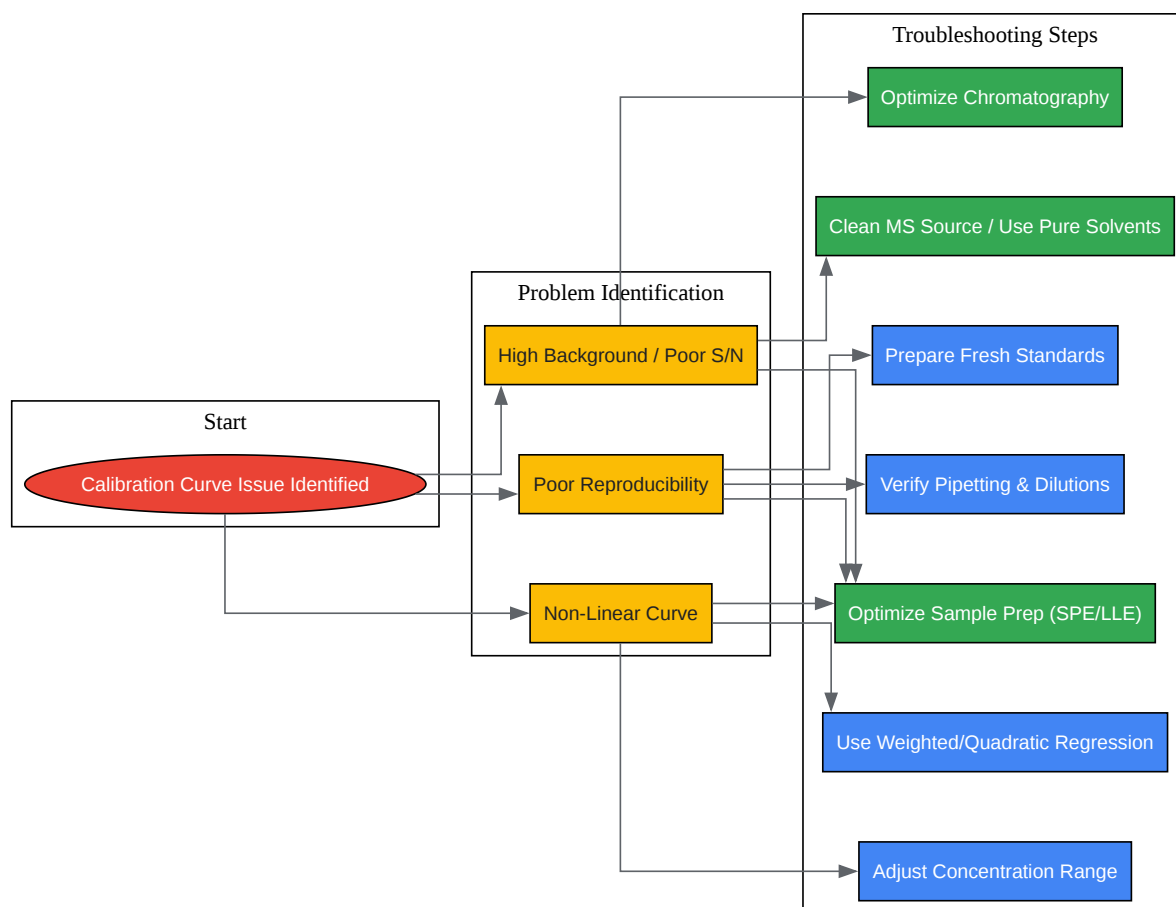 Troubleshooting Steps
Optimize Chromatography
Clean MS Source / Use Pure Solvents
Problem Identification
High Background / Poor S/N
Prepare Fresh Standards
Start
Calibration Curve Issue Identified
Poor Reproducibility
Verify Pipetting & Dilutions
Non-Linear Curve
Optimize Sample Prep (SPE/LLE)
Use Weighted/Quadratic Regression
Adjust Concentration Range